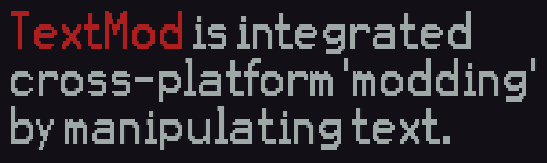 TextMod is integrated
cross-platform 'modding'
by manipulating text.